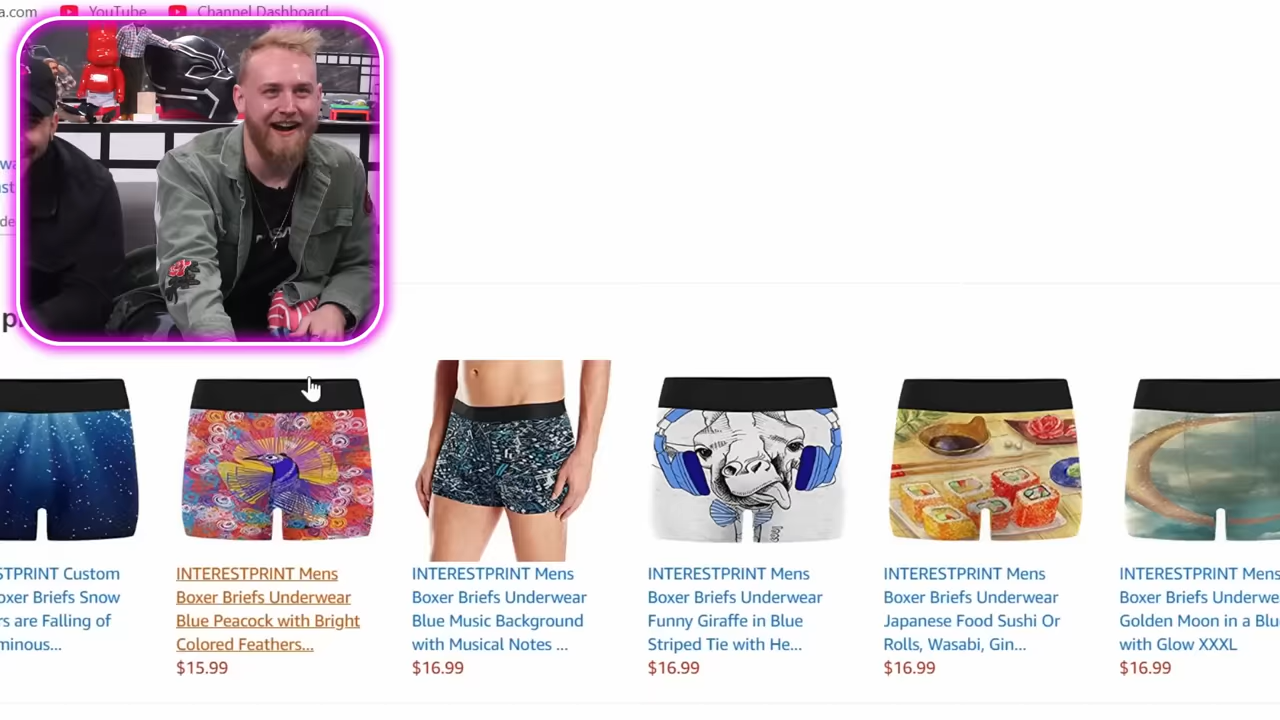 a.com YouTube Channel Dashboard
INTERESTPRINT Mens
Boxer Briefs Underwear
Blue Peacock with Bright
Colored Feathers...
$15.99
INTERESTPRINT Mens
Boxer Briefs Underwear
Blue Music Background
with Musical Notes ...
$16.99
INTERESTPRINT Mens
Boxer Briefs Underwear
Funny Giraffe in Blue
Striped Tie with He...
$16.99
INTERESTPRINT Mens
Boxer Briefs Underwear
Japanese Food Sushi Or
Rolls, Wasabi, Gin...
$16.99
INTERESTPRINT Mens
Boxer Briefs Underwe
Golden Moon in a Blu
with Glow XXXL
$16.99
STPRINT Custom
oxer Briefs Snow
rs are Falling of
minous...